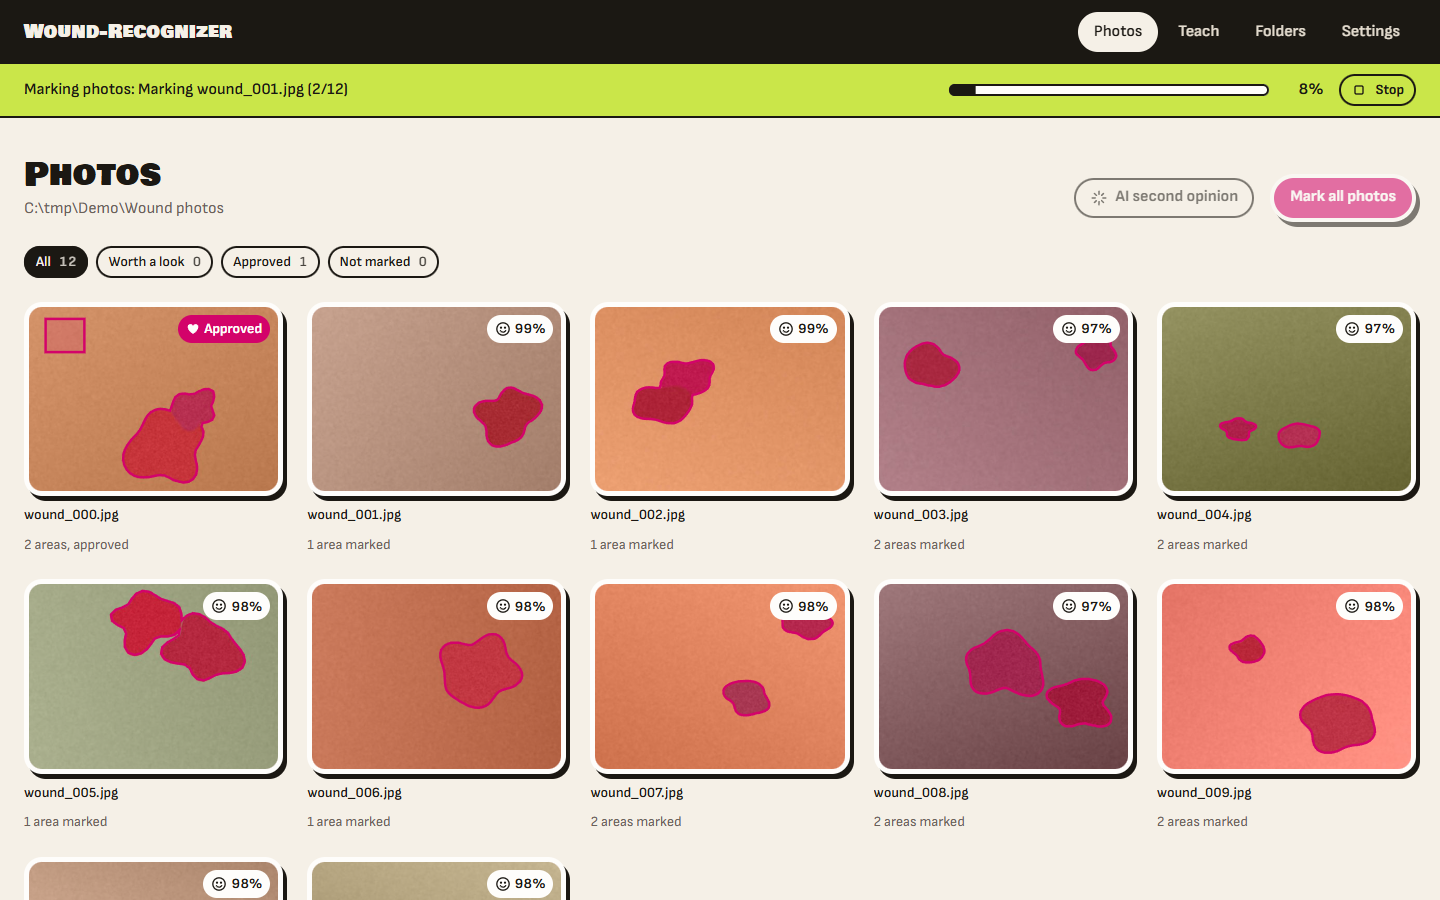 Wound-Recognizer
Photos Teach Folders Settings
Marking photos: Marking wound_001.jpg (2/12) 8% Stop
Photos
C:\tmp\Demo\Wound photos
AI second opinion Mark all photos
All 12 Worth a look 0 Approved 1 Not marked 0
Approved 99% 99% 97% 97%
wound_000.jpg wound_001.jpg wound_002.jpg wound_003.jpg wound_004.jpg
2 areas, approved 1 area marked 1 area marked 2 areas marked 2 areas marked
98% 98% 98% 97% 98%
wound_005.jpg wound_006.jpg wound_007.jpg wound_008.jpg wound_009.jpg
1 area marked 1 area marked 2 areas marked 2 areas marked 2 areas marked
98% 98%